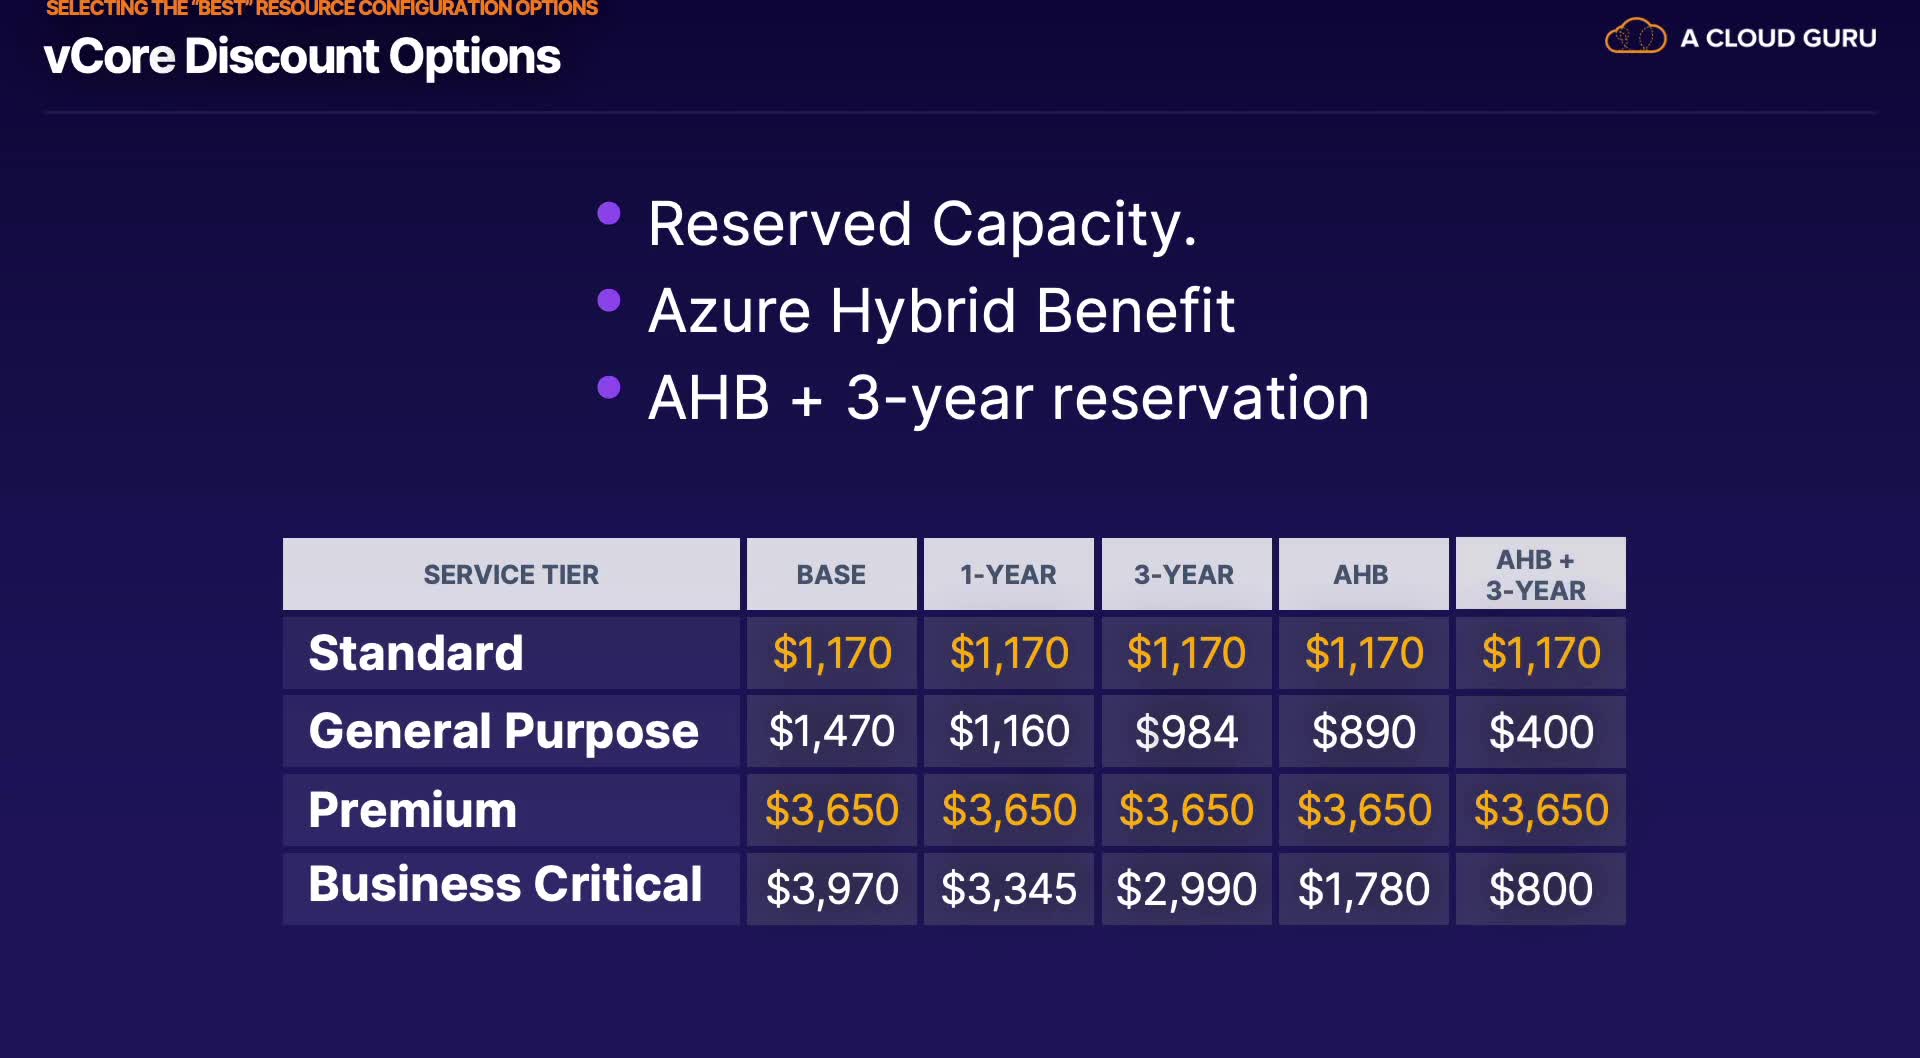 SELECTING THE "BEST" RESOURCE CONFIGURATION OPTIONS
vCore Discount Options
A CLOUD GURU
Reserved Capacity.
Azure Hybrid Benefit
AHB + 3-year reservation
SERVICE TIER BASE 1-YEAR 3-YEAR AHB AHB + 3-YEAR
Standard $1,170 $1,170 $1,170 $1,170 $1,170
General Purpose $1,470 $1,160 $984 $890 $400
Premium $3,650 $3,650 $3,650 $3,650 $3,650
Business Critical $3,970 $3,345 $2,990 $1,780 $800